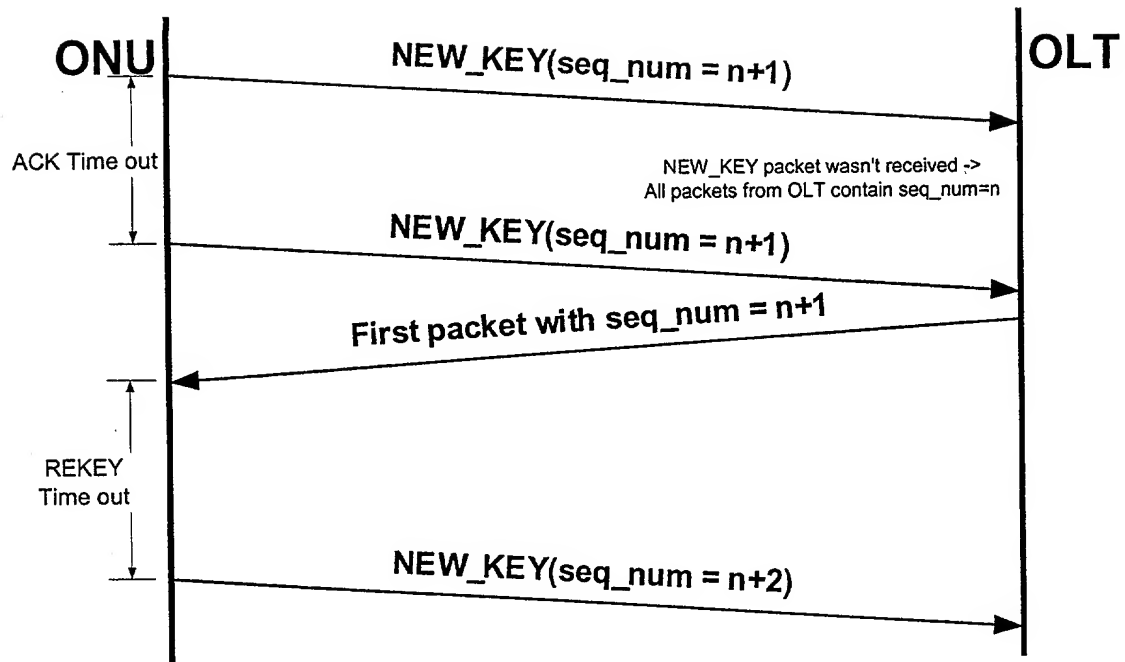 ONU
OLT
NEW_KEY(seq_num = n+1)
ACK Time out
NEW_KEY packet wasn't received ->
All packets from OLT contain seq_num=n
NEW_KEY(seq_num = n+1)
First packet with seq_num = n+1
REKEY
Time out
NEW_KEY(seq_num = n+2)